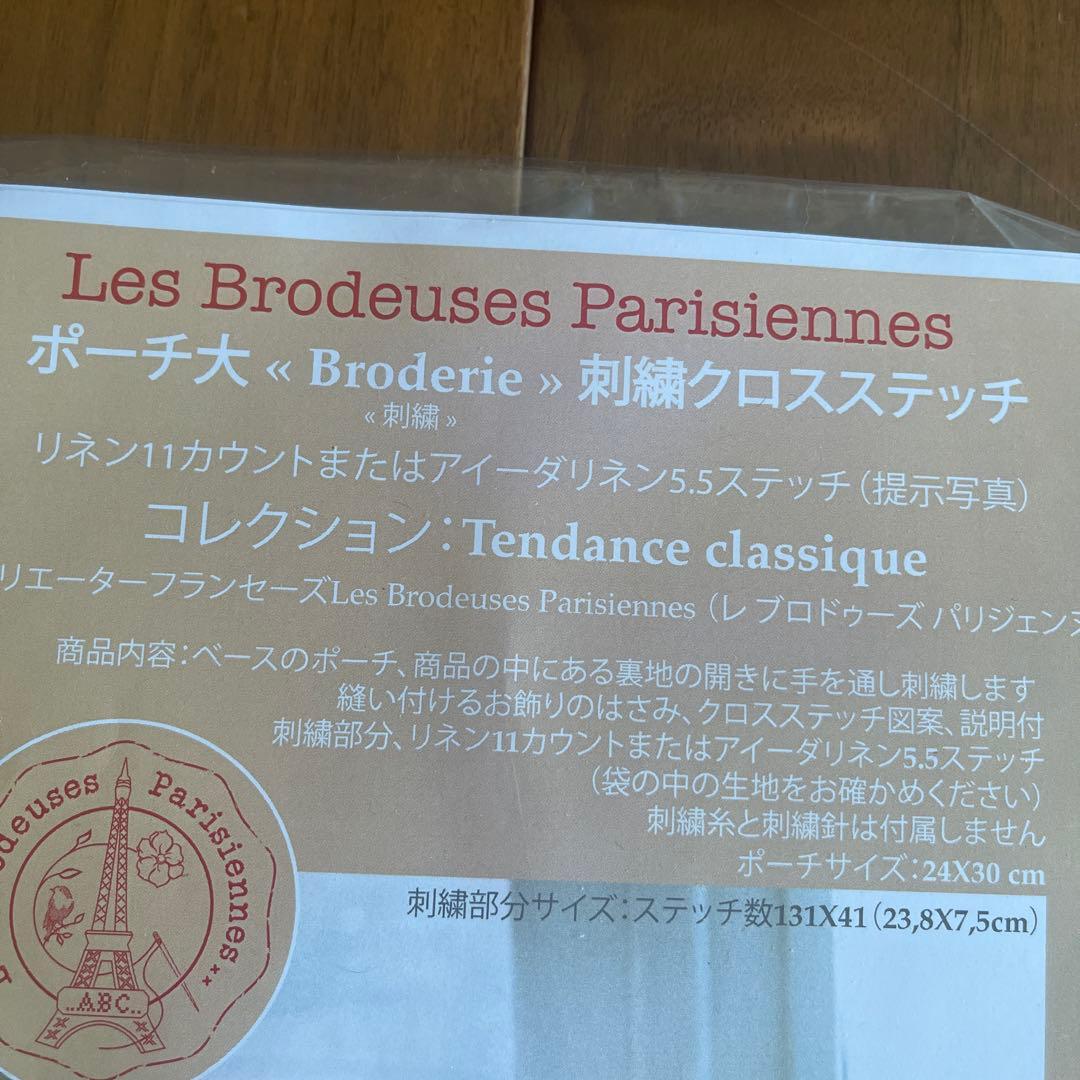 Les Brodeuses Parisiennes
ポーチ大 « Broderie » 刺繍クロスステッチ
« 刺繍 »
リネン11カウントまたはアイーダリネン5.5ステッチ（提示写真）
コレクション：Tendance classique
リエーターフランセーズLes Brodeuses Parisiennes（レ ブロドゥーズ パリジェンヌ
商品内容：ベースのポーチ、商品の中にある裏地の開きに手を通し刺繍します
縫い付けるお飾りのはさみ、クロスステッチ図案、説明付
刺繍部分、リネン11カウントまたはアイーダリネン5.5ステッチ
（袋の中の生地をお確かめください）
刺繍糸と刺繍針は付属しません
ポーチサイズ：24X30 cm
刺繍部分サイズ：ステッチ数131X41（23,8X7,5cm）
odeuses Parisiennes
..ABC..